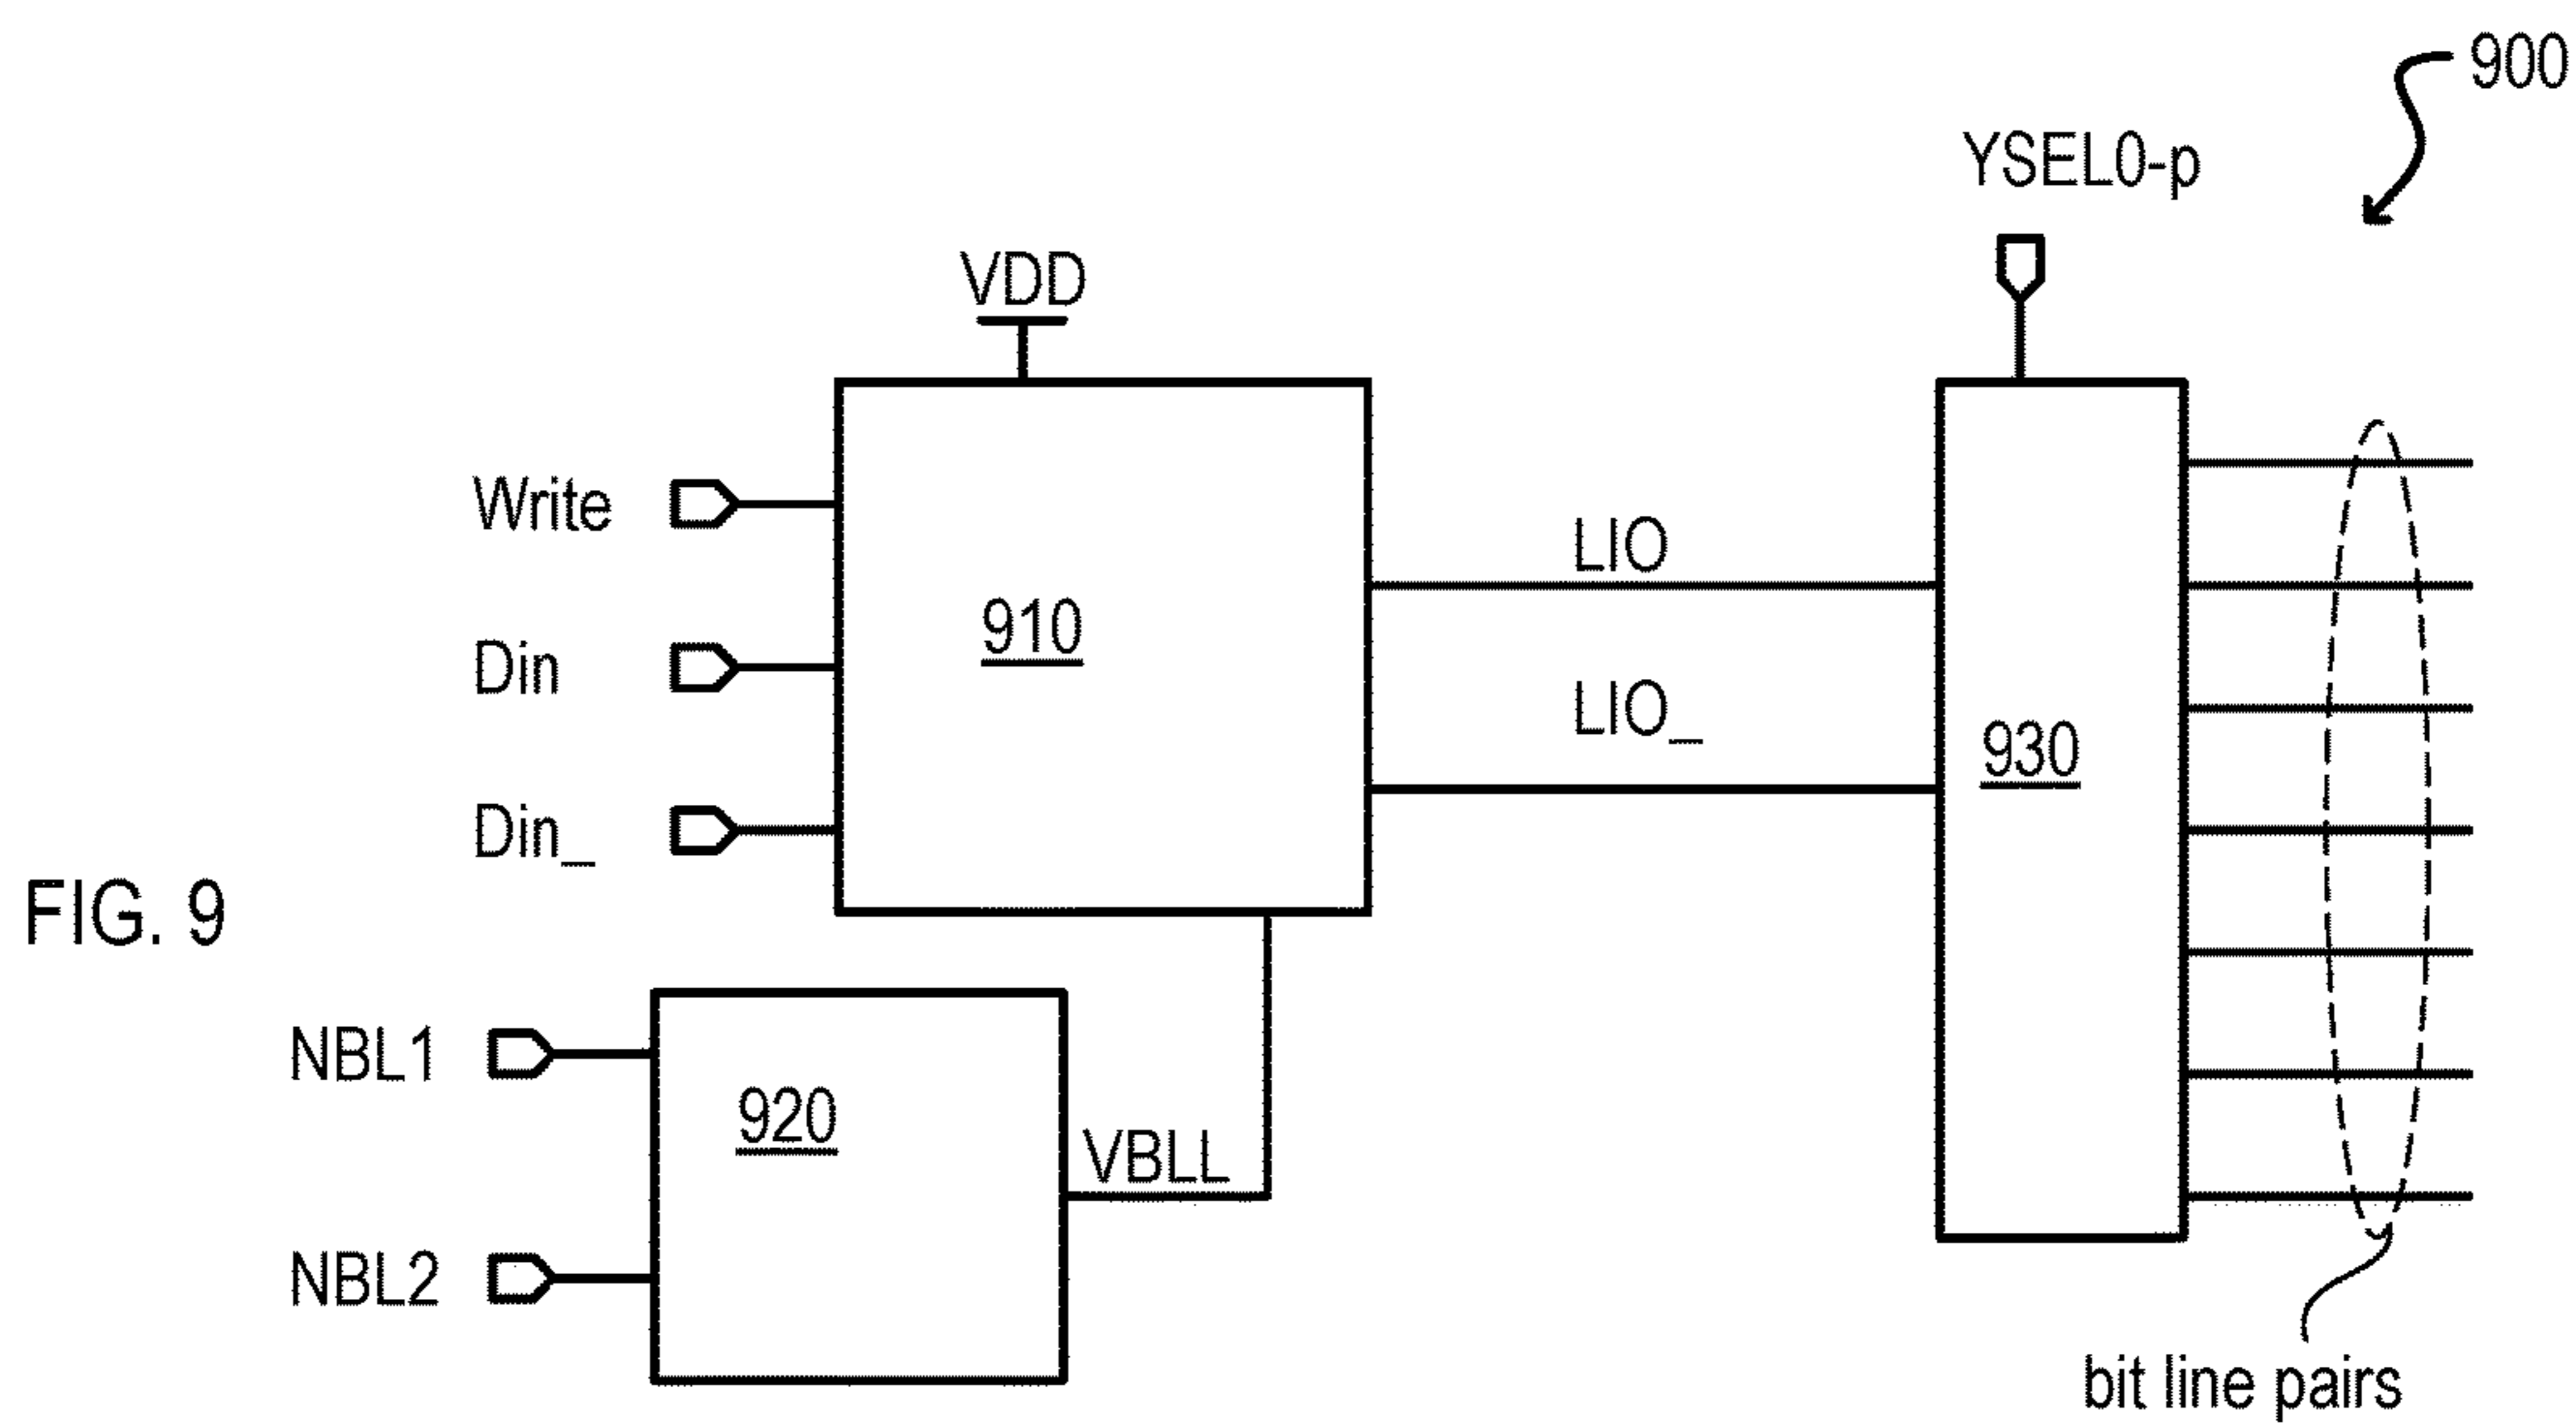 900
YSEL0-p
VDD
Write
LIO
910
Din
LIO_
930
Din_
FIG. 9
NBL1
920
VBLL
NBL2
bit line pairs